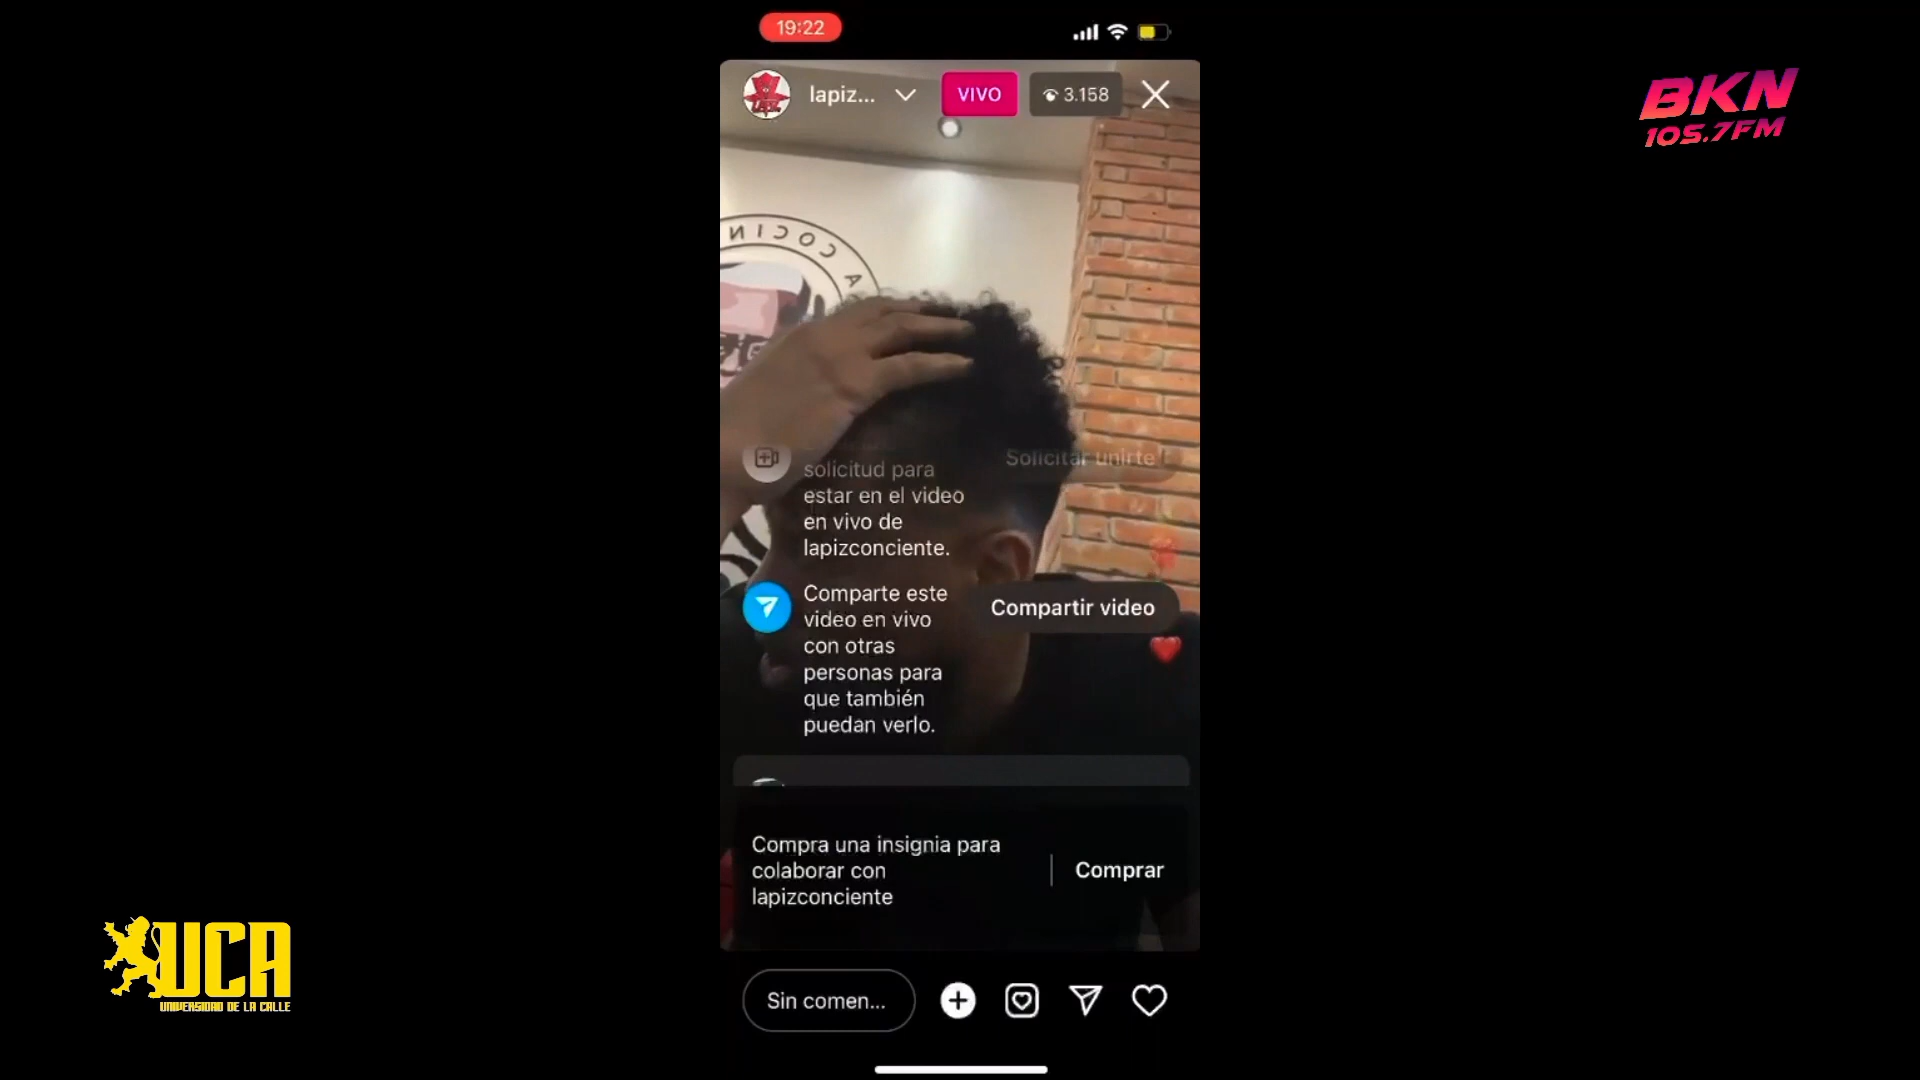 19:22
lapiz...
VIVO
3.158
BKN
105.7FM
A COCIN
Solicitar unirte
solicitud para
estar en el video
en vivo de
lapizconciente.
Comparte este
video en vivo
con otras
personas para
que también
puedan verlo.
Compartir video
Compra una insignia para
colaborar con
lapizconciente
Comprar
UCA
UNIVERSIDAD DE LA CALLE
Sin comen...